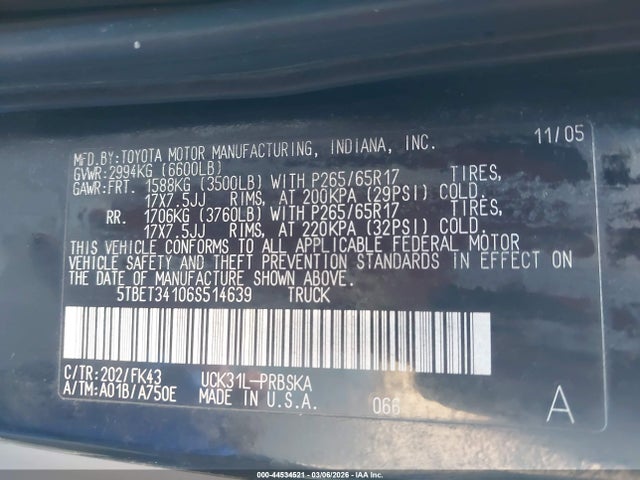 MFD.BY:TOYOTA MOTOR MANUFACTURING, INDIANA, INC. 11/05
GVWR:2994KG (6600LB)
GAWR:FRT. 1588KG (3500LB) WITH P265/65R17 TIRES,
17X7.5JJ RIMS, AT 200KPA (29PSI) COLD.
RR. 1706KG (3760LB) WITH P265/65R17 TIRES,
17X7.5JJ RIMS, AT 220KPA (32PSI) COLD.
THIS VEHICLE CONFORMS TO ALL APPLICABLE FEDERAL MOTOR
VEHICLE SAFETY AND THEFT PREVENTION STANDARDS IN EFFECT ON
THE DATE OF MANUFACTURE SHOWN ABOVE.
5TBET34106S514639 TRUCK
C/TR:202/FK43 UCK31L-PRBSKA
A/TM:A01B/A750E MADE IN U.S.A. 066 A
000-44534521 - 03/06/2026 - IAA Inc.